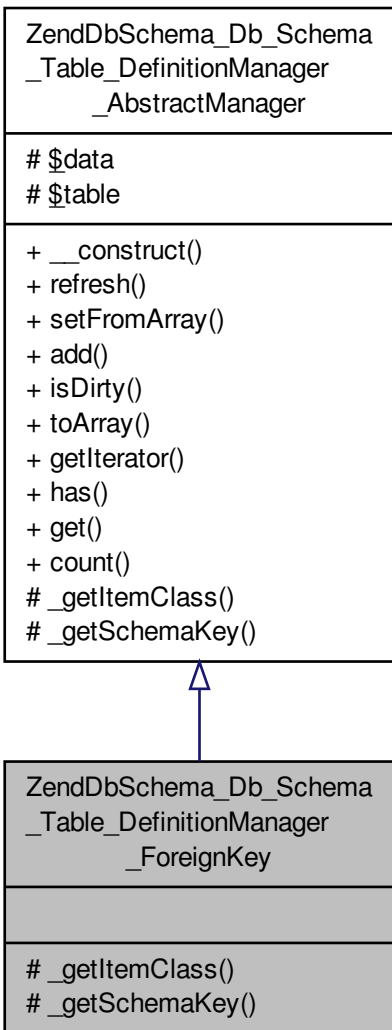 ZendDbSchema_Db_Schema
_Table_DefinitionManager
_AbstractManager
# $data
# $table
+ __construct()
+ refresh()
+ setFromArray()
+ add()
+ isDirty()
+ toArray()
+ getIterator()
+ has()
+ get()
+ count()
# _getItemClass()
# _getSchemaKey()
ZendDbSchema_Db_Schema
_Table_DefinitionManager
_ForeignKey
# _getItemClass()
# _getSchemaKey()